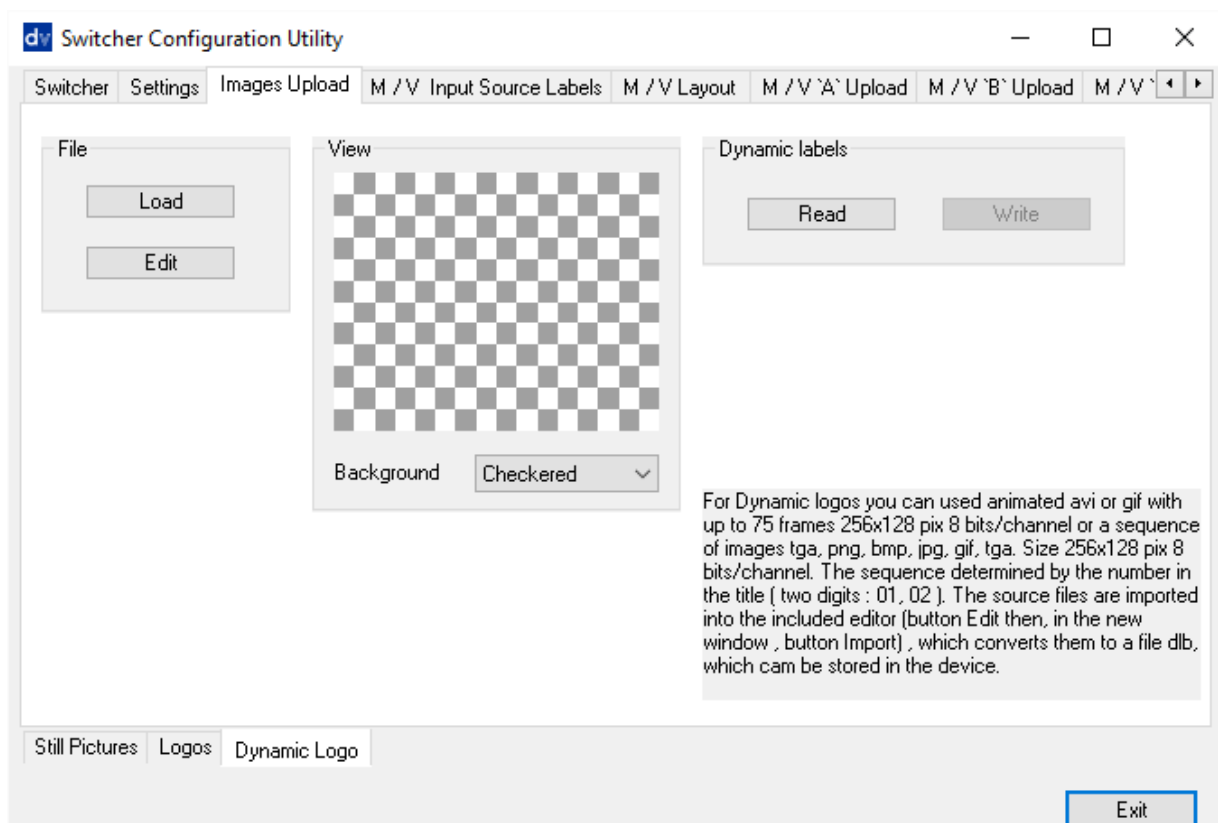 dv Switcher Configuration Utility
Switcher Settings Images Upload M / V Input Source Labels M / V Layout M / V `A` Upload M / V `B` Upload M / V `
File
Load
Edit
View
Background Checkered
Dynamic labels
Read Write
For Dynamic logos you can used animated avi or gif with
up to 75 frames 256x128 pix 8 bits/channel or a sequence
of images tga, png, bmp, jpg, gif, tga. Size 256x128 pix 8
bits/channel. The sequence determined by the number in
the title ( two digits : 01, 02 ). The source files are imported
into the included editor (button Edit then, in the new
window , button Import) , which converts them to a file dlb,
which cam be stored in the device.
Still Pictures Logos Dynamic Logo
Exit